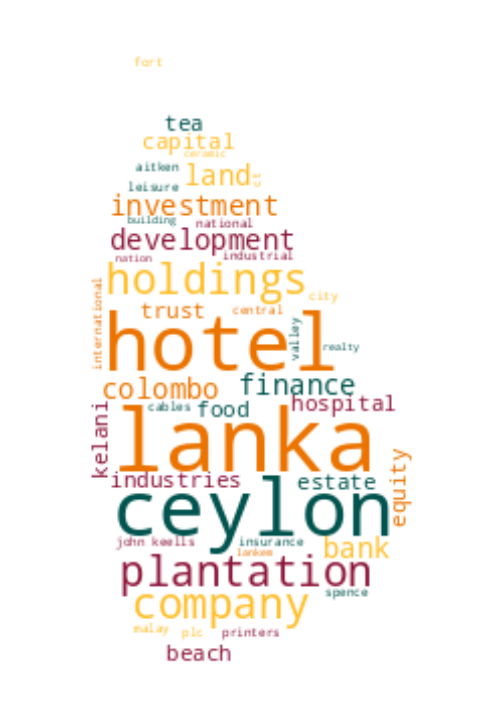 fort
tea
capital
ceramic
aitken
land
leisure
investment
building
national
development
nation
industrial
holdings
international
city
trust
central
hotel
valley
realty
colombo
finance
cables
food
hospital
kelani
lanka
industries
estate
equity
ceylon
john keells
insurance
lankem
bank
plantation
spence
company
malay
plc
printers
beach